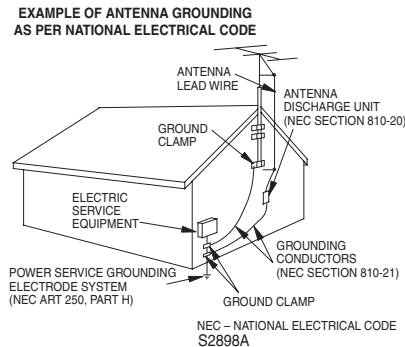 EXAMPLE OF ANTENNA GROUNDING
AS PER NATIONAL ELECTRICAL CODE
ANTENNA
LEAD WIRE
ANTENNA
DISCHARGE UNIT
(NEC SECTION 810-20)
GROUND
CLAMP
ELECTRIC
SERVICE
EQUIPMENT
GROUNDING
CONDUCTORS
(NEC SECTION 810-21)
POWER SERVICE GROUNDING
ELECTRODE SYSTEM
(NEC ART 250, PART H)
GROUND CLAMP
NEC – NATIONAL ELECTRICAL CODE
S2898A